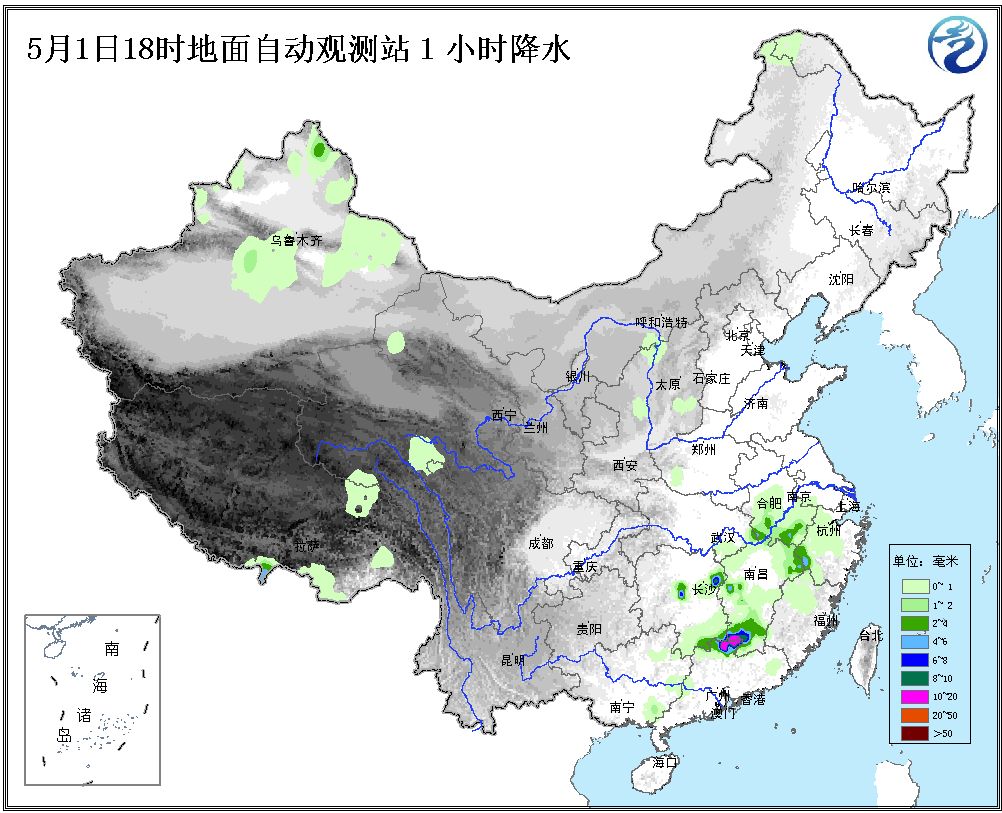 5月1日18时地面自动观测站 1 小时降水
哈尔滨
长春
乌鲁木齐
沈阳
呼和浩特
北京
天津
银川
太原
石家庄
济南
西宁
兰州
郑州
西安
合肥
南京
上海
杭州
武汉
成都
拉萨
重庆
南昌
长沙
福州
台北
贵阳
昆明
南宁
广州
香港
澳门
海口
南
海
诸
岛
单位：毫米
0~ 1
1~ 2
2~4
4~6
6~8
8~10
10~20
20~50
>50